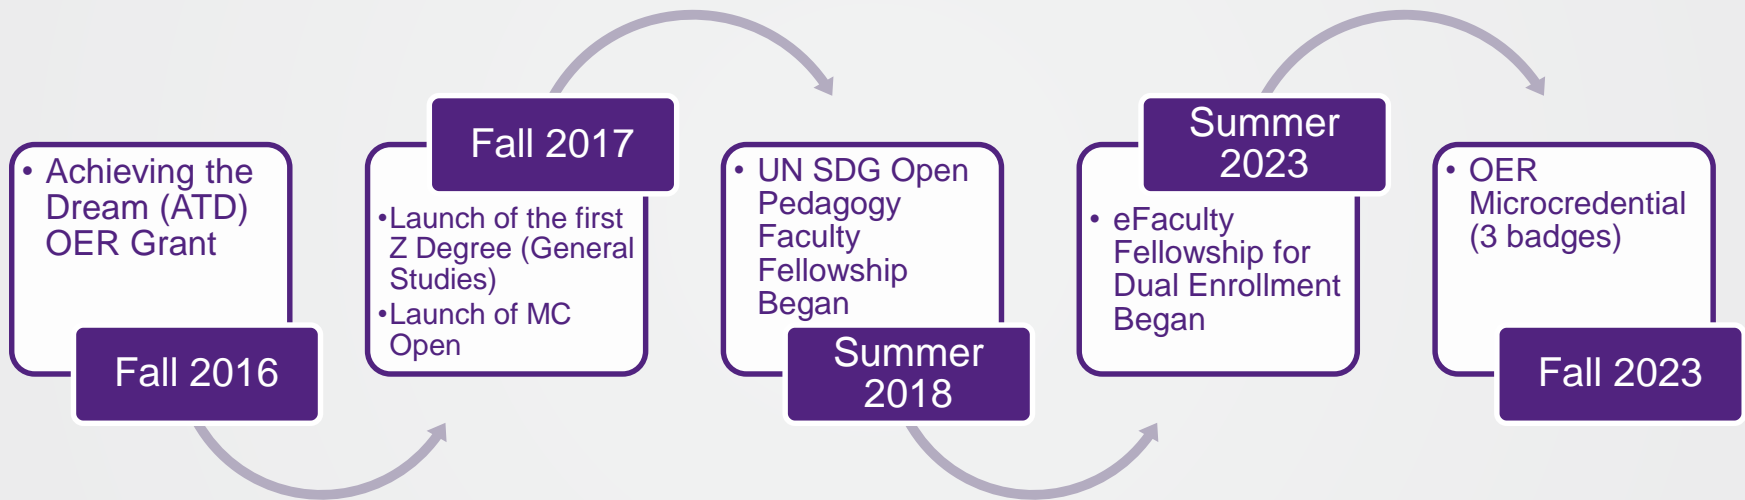 • Achieving the
Dream (ATD)
OER Grant
Fall 2016
Fall 2017
•Launch of the first
Z Degree (General
Studies)
•Launch of MC
Open
• UN SDG Open
Pedagogy
Faculty
Fellowship
Began
Summer
2018
Summer
2023
• eFaculty
Fellowship for
Dual Enrollment
Began
• OER
Microcredential
(3 badges)
Fall 2023